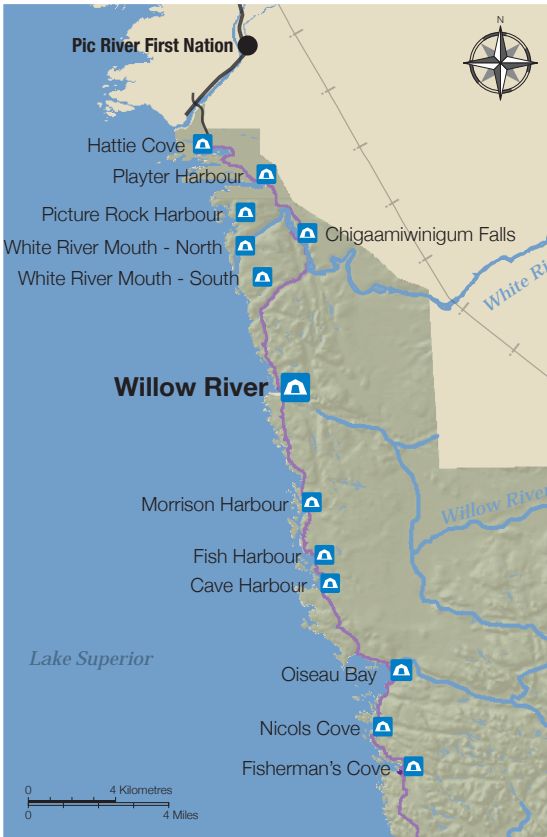 N
Pic River First Nation
Hattie Cove
Playter Harbour
Picture Rock Harbour
Chigaamiwinigum Falls
White River Mouth - North
White River Mouth - South
White Ri
Willow River
Morrison Harbour
Willow River
Fish Harbour
Cave Harbour
Lake Superior
Oiseau Bay
Nicols Cove
Fisherman's Cove
0 4 Kilometres
0 4 Miles